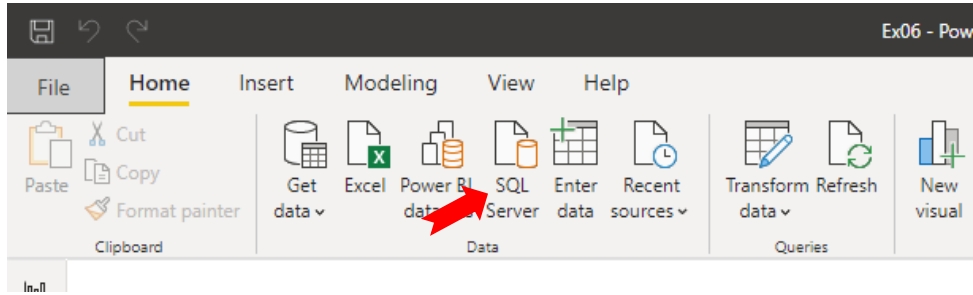 Ex06 - Pow
File Home Insert Modeling View Help
Cut
Copy
Paste
Format painter
Get data
Excel
Power BI
SQL Server
Enter data
Recent sources
Transform data
Refresh
New visual
Clipboard
Data
Queries